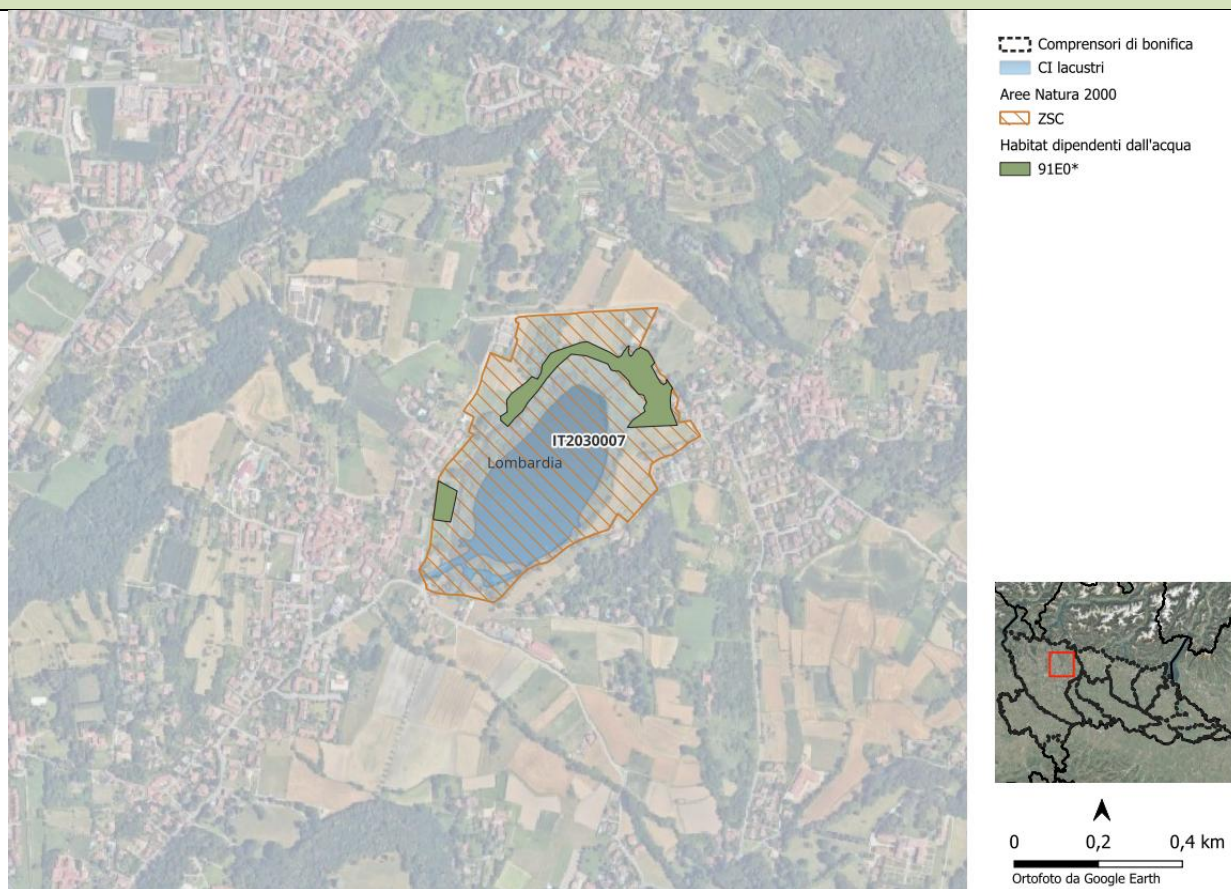 Comprensori di bonifica
CI lacustri
Aree Natura 2000
ZSC
Habitat dipendenti dall'acqua
91E0*
IT2030007
Lombardia
0 0,2 0,4 km
Ortofoto da Google Earth